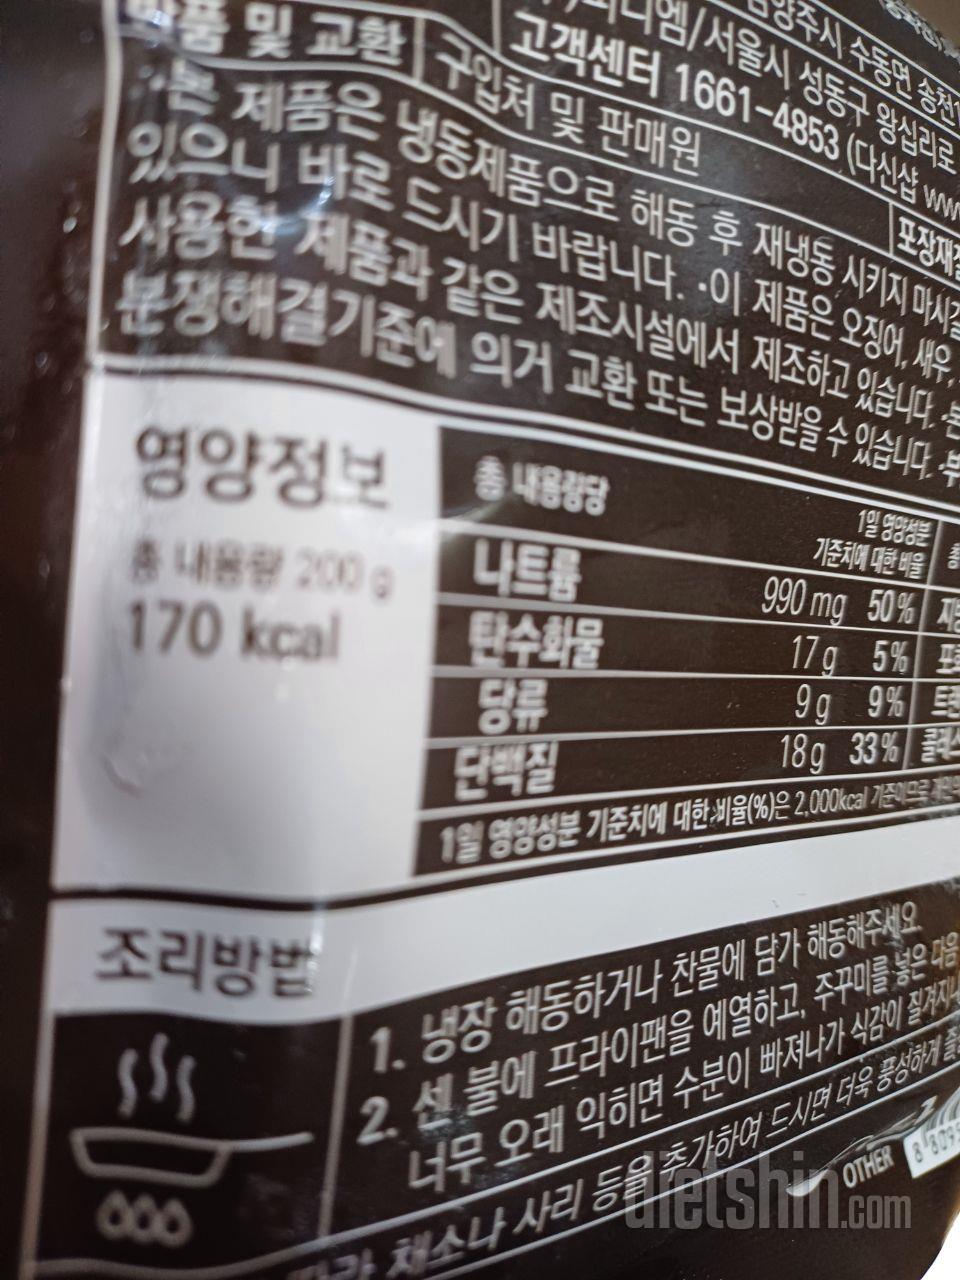 반품 및 교환 구입처 및 판매원
고객센터 1661-4853 (다신샵 www
·본 제품은 냉동제품으로 해동 후 재냉동 시키지 마시길
포장재질
있으니 바로 드시기 바랍니다. ·이 제품은 오징어, 새우,
사용한 제품과 같은 제조시설에서 제조하고 있습니다. ·본
분쟁해결기준에 의거 교환 또는 보상받을 수 있습니다. ·부
영양정보
총 내용량 200 g
170 kcal
총 내용량당
1일 영양성분
기준치에 대한 비율
나트륨 990 mg 50 %
탄수화물 17 g 5 %
당류 9 g 9 %
단백질 18 g 33 %
1일 영양성분 기준치에 대한 비율(%)은 2,000kcal 기준이므로
조리방법
1. 냉장 해동하거나 찬물에 담가 해동해주세요.
2. 센 불에 프라이팬을 예열하고, 주꾸미를 넣은 다음
너무 오래 익히면 수분이 빠져나가 식감이 질겨지니
채소나 사리 등을 추가하여 드시면 더욱 풍성하게
OTHER
dietshin.com